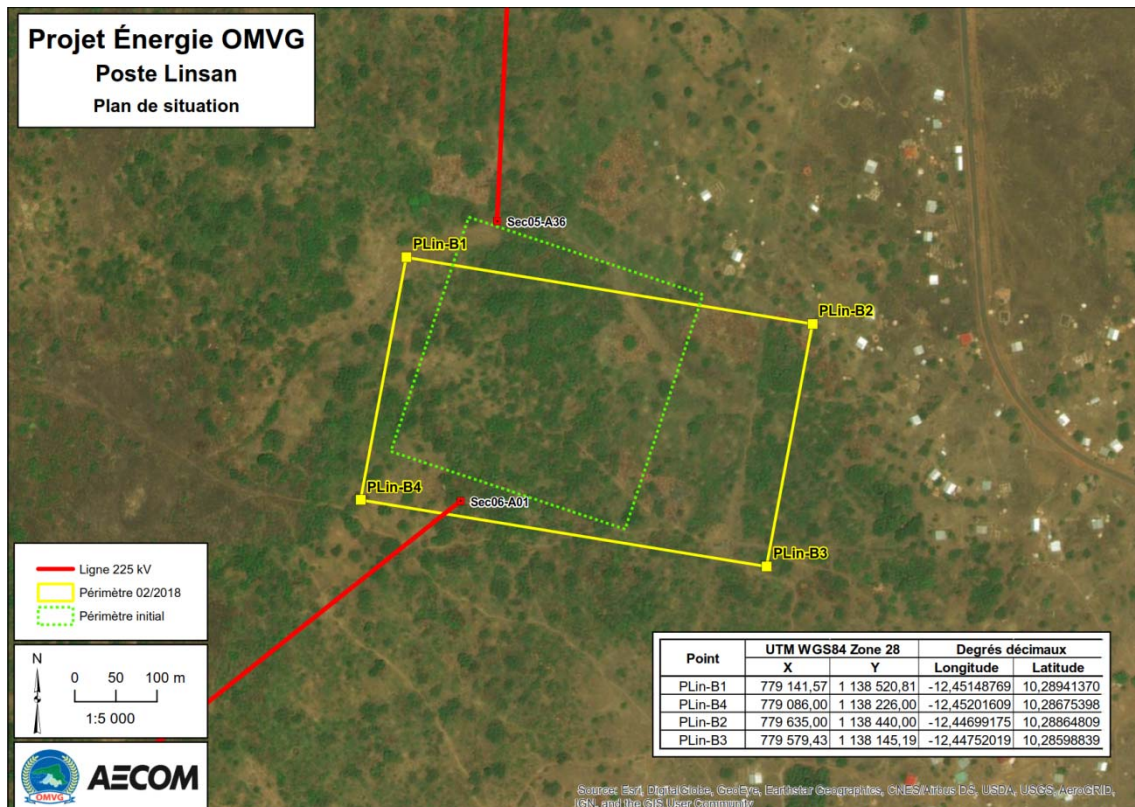 Projet Énergie OMVG
Poste Linsan
Plan de situation
Sec05-A36
PLin-B1
PLin-B2
PLin-B4
Sec06-A01
PLin-B3
Ligne 225 kV
Périmètre 02/2018
Périmètre initial
N
0 50 100 m
1:5 000
OMVG
AECOM
Point UTM WGS84 Zone 28 Degrés décimaux
X Y Longitude Latitude
PLin-B1 779 141,57 1 138 520,81 -12,45148769 10,28941370
PLin-B4 779 086,00 1 138 226,00 -12,45201609 10,28675398
PLin-B2 779 635,00 1 138 440,00 -12,44699175 10,28864809
PLin-B3 779 579,43 1 138 145,19 -12,44752019 10,28598839
Source: Esri, DigitalGlobe, GeoEye, Earthstar Geographics, CNES/Airbus DS, USDA, USGS, AeroGRID,
IGN, and the GIS User Community